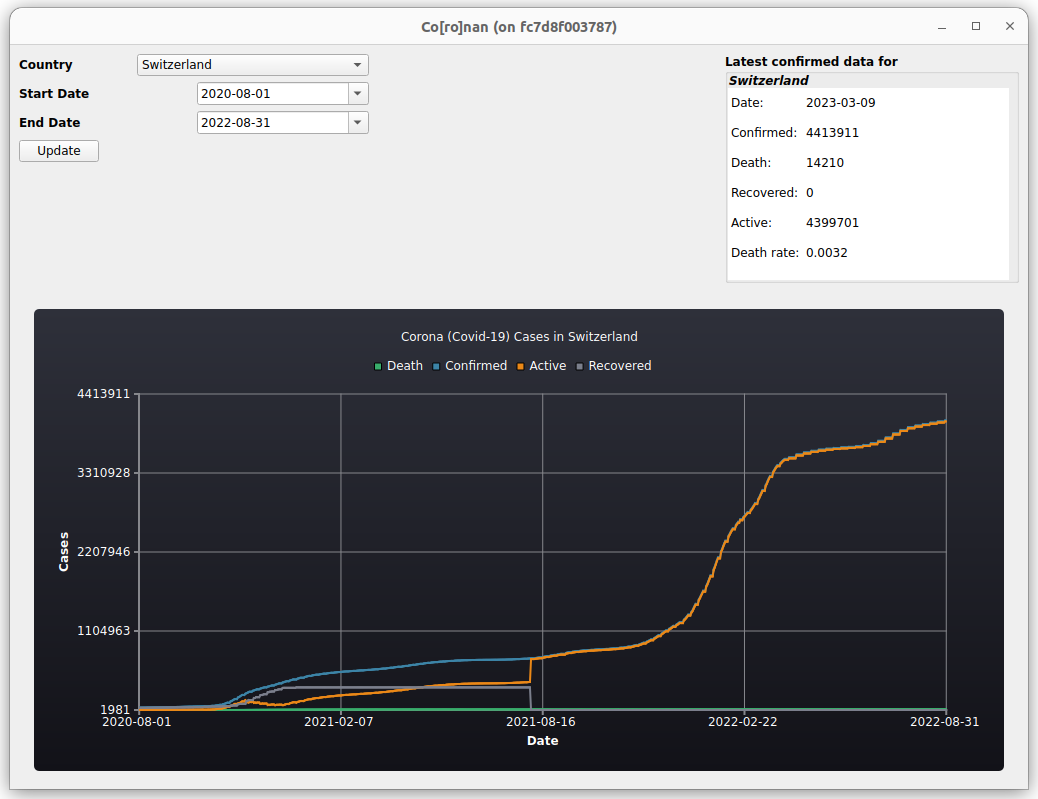 Co[ro]nan (on fc7d8f003787)
Country
Switzerland
Start Date
2020-08-01
End Date
2022-08-31
Update
Latest confirmed data for
Switzerland
Date: 2023-03-09
Confirmed: 4413911
Death: 14210
Recovered: 0
Active: 4399701
Death rate: 0.0032
Corona (Covid-19) Cases in Switzerland
Death Confirmed Active Recovered
4413911
3310928
2207946
1104963
1981
Cases
2020-08-01 2021-02-07 2021-08-16 2022-02-22 2022-08-31
Date